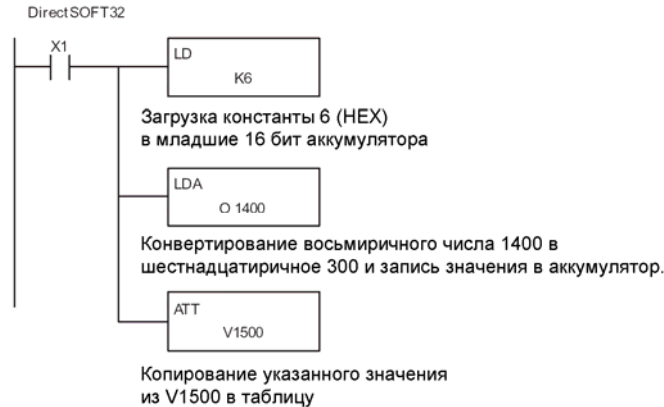 DirectSOFT32
X1
LD
K6
Загрузка константы 6 (HEX)
в младшие 16 бит аккумулятора
LDA
O 1400
Конвертирование восьмиричного числа 1400 в
шестнадцатиричное 300 и запись значения в аккумулятор.
ATT
V1500
Копирование указанного значения
из V1500 в таблицу